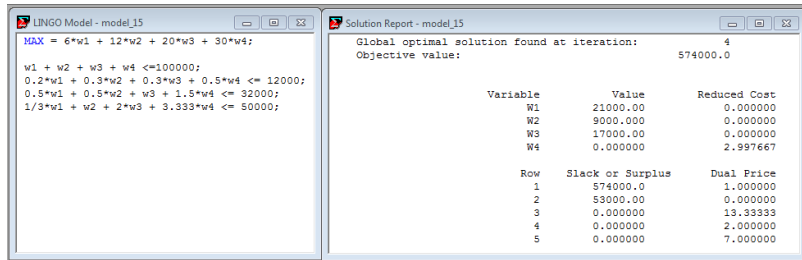 LINGO Model - model_15
MAX = 6*w1 + 12*w2 + 20*w3 + 30*w4;
w1 + w2 + w3 + w4 <=100000;
0.2*w1 + 0.3*w2 + 0.3*w3 + 0.5*w4 <= 12000;
0.5*w1 + 0.5*w2 + w3 + 1.5*w4 <= 32000;
1/3*w1 + w2 + 2*w3 + 3.333*w4 <= 50000;
Solution Report - model_15
Global optimal solution found at iteration: 4
Objective value: 574000.0
Variable Value Reduced Cost
W1 21000.00 0.000000
W2 9000.000 0.000000
W3 17000.00 0.000000
W4 0.000000 2.997667
Row Slack or Surplus Dual Price
1 574000.0 1.000000
2 53000.00 0.000000
3 0.000000 13.33333
4 0.000000 2.000000
5 0.000000 7.000000